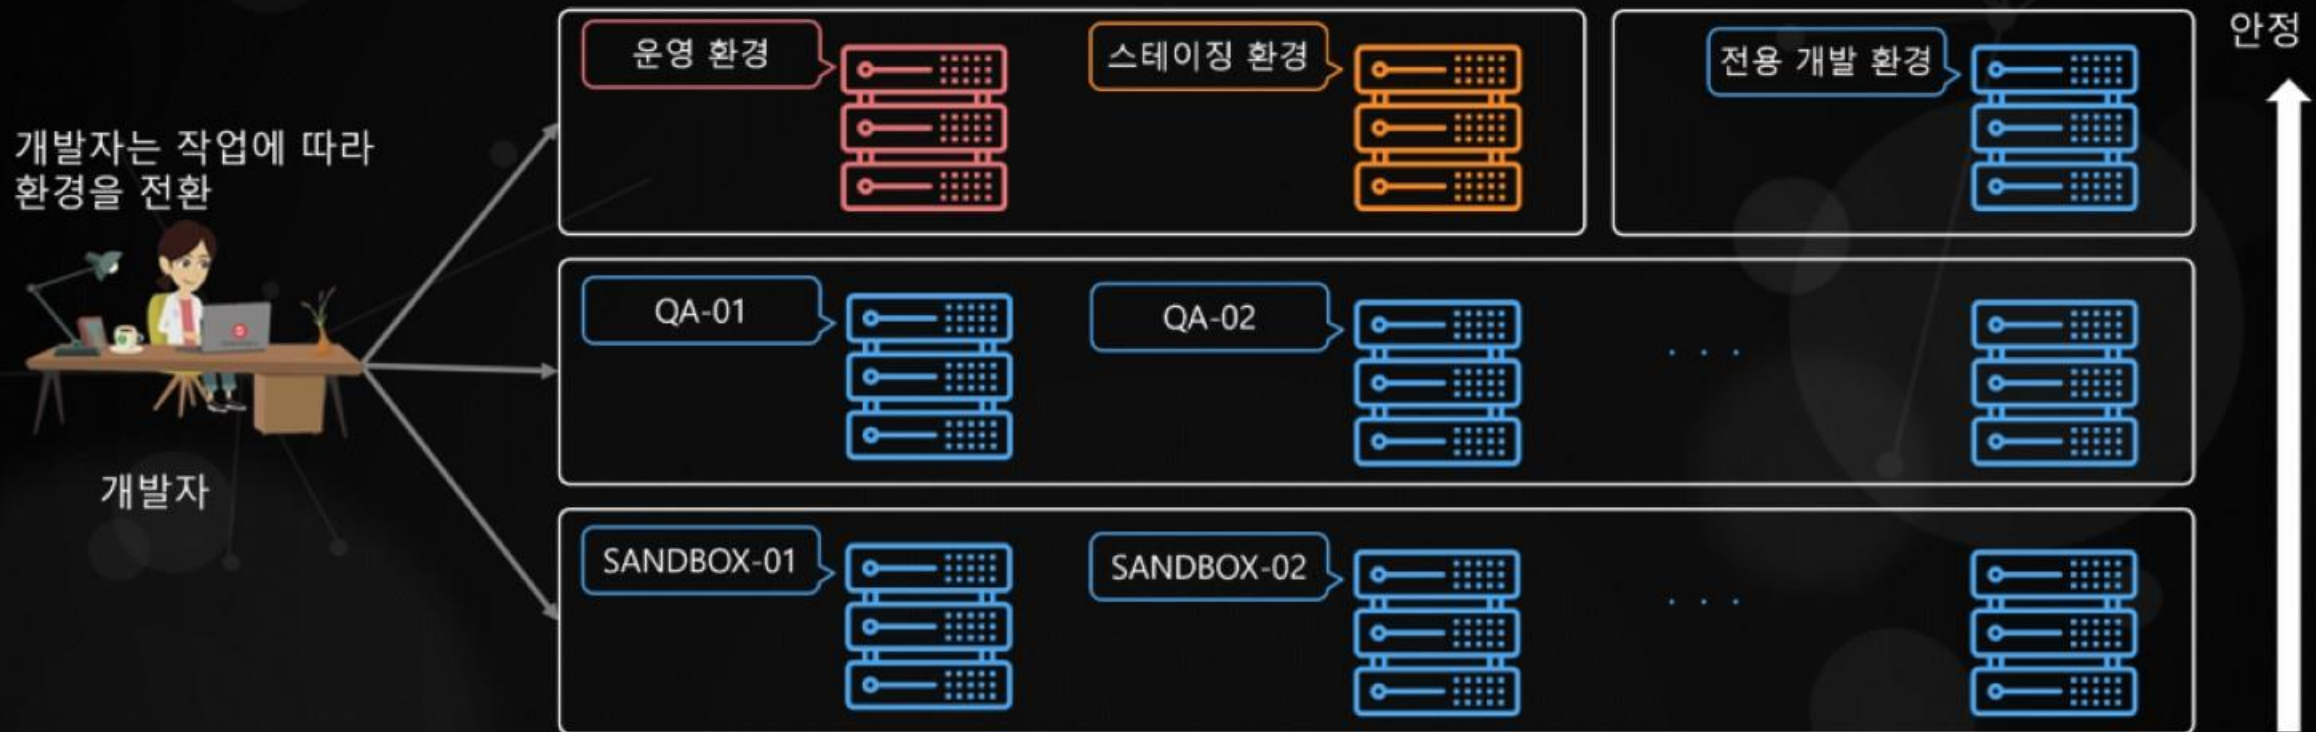 개발자는 작업에 따라
환경을 전환
개발자
운영 환경
스테이징 환경
전용 개발 환경
안정
QA-01
QA-02
. . .
SANDBOX-01
SANDBOX-02
. . .